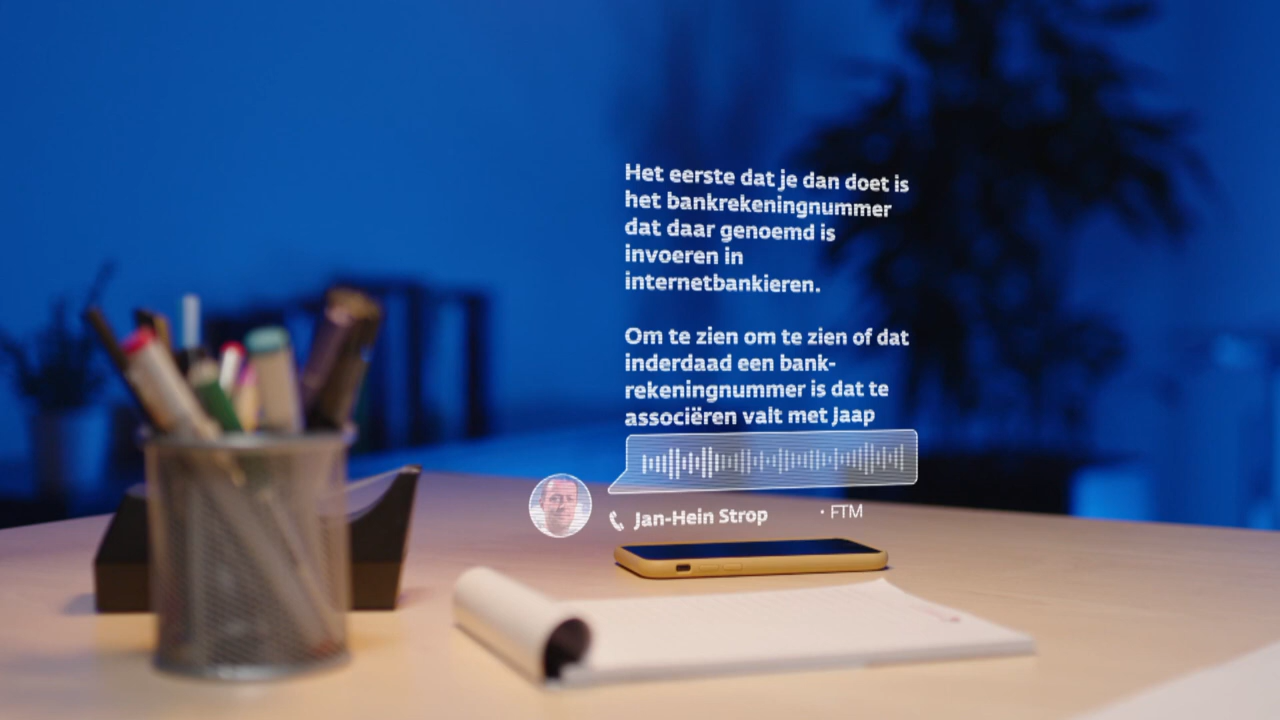 Het eerste dat je dan doet is
het bankrekeningnummer
dat daar genoemd is
invoeren in
internetbankieren.
Om te zien om te zien of dat
inderdaad een bank-
rekeningnummer is dat te
associëren valt met Jaap
Jan-Hein Strop
• FTM